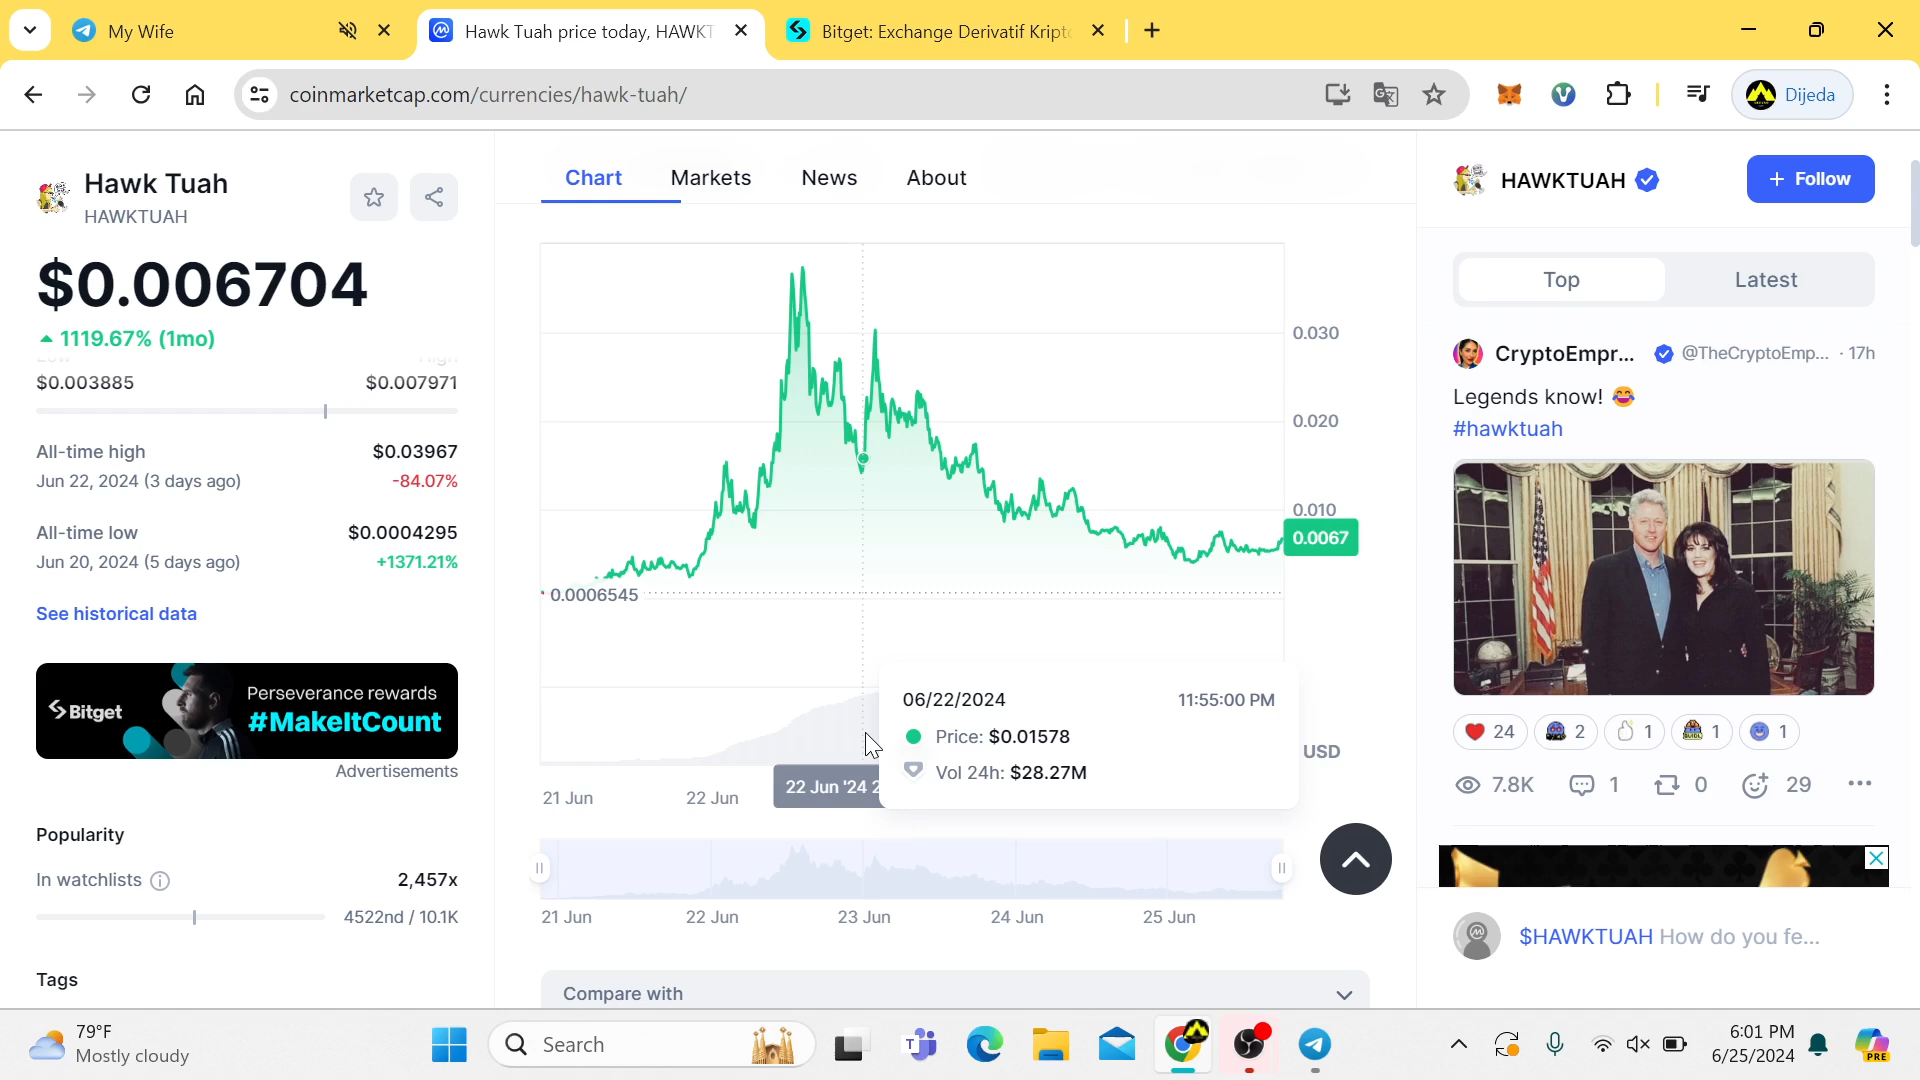 My Wife
Hawk Tuah price today, HAWKT
Bitget: Exchange Derivatif Kripto
coinmarketcap.com/currencies/hawk-tuah/
Dijeda
Hawk Tuah
HAWKTUAH
$0.006704
1119.67% (1mo)
Low High
$0.003885 $0.007971
All-time high $0.03967
Jun 22, 2024 (3 days ago) -84.07%
All-time low $0.0004295
Jun 20, 2024 (5 days ago) +1371.21%
See historical data
Bitget
Perseverance rewards
#MakeItCount
Advertisements
Popularity
In watchlists 2,457x
4522nd / 10.1K
Tags
Chart Markets News About
0.030
0.020
0.010
0.0067
0.0006545
06/22/2024 11:55:00 PM
Price: $0.01578
Vol 24h: $28.27M
USD
21 Jun 22 Jun 22 Jun '24 2
21 Jun 22 Jun 23 Jun 24 Jun 25 Jun
Compare with
HAWKTUAH
+ Follow
Top Latest
CryptoEmpr... @TheCryptoEmp... · 17h
Legends know! 😂
#hawktuah
24 2 1 1 1
7.8K 1 0 29
$HAWKTUAH How do you fe...
79°F
Mostly cloudy
Search
6:01 PM
6/25/2024
PRE